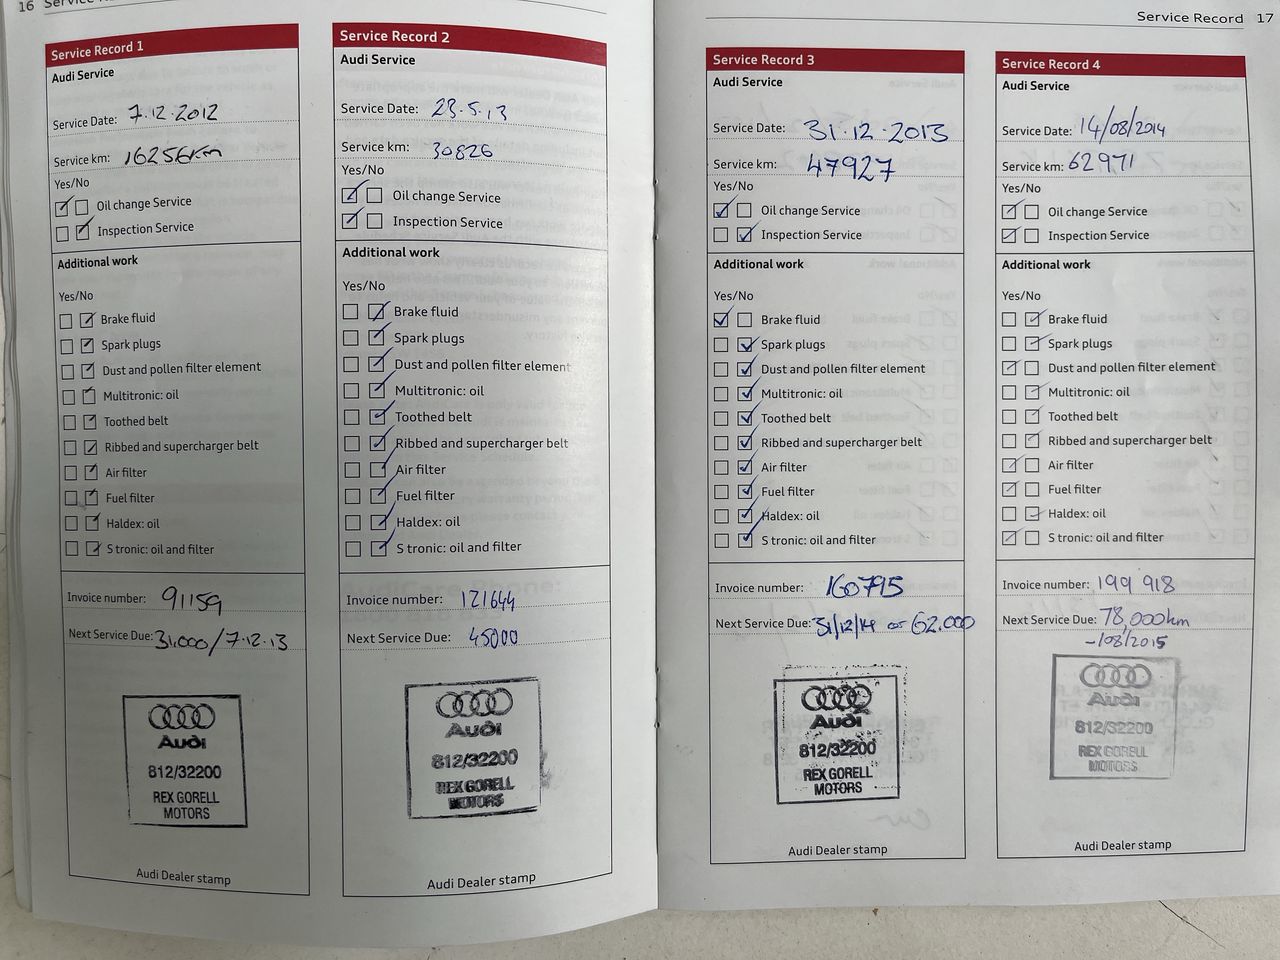 16
Service Record 1
Audi Service
Service Date: 7.12.2012
Service km: 16256km
Yes/No
Oil change Service
Inspection Service
Additional work
Yes/No
Brake fluid
Spark plugs
Dust and pollen filter element
Multitronic: oil
Toothed belt
Ribbed and supercharger belt
Air filter
Fuel filter
Haldex: oil
S tronic: oil and filter
Invoice number: 91159
Next Service Due: 31.000/7.12.13
Audi
812/32200
REX GORELL
MOTORS
Audi Dealer stamp
Service Record 2
Audi Service
Service Date: 23.5.13
Service km: 30826
Yes/No
Oil change Service
Inspection Service
Additional work
Yes/No
Brake fluid
Spark plugs
Dust and pollen filter element
Multitronic: oil
Toothed belt
Ribbed and supercharger belt
Air filter
Fuel filter
Haldex: oil
S tronic: oil and filter
Invoice number: 121644
Next Service Due: 45000
Audi
812/32200
REX GORELL
MOTORS
Audi Dealer stamp
Service Record 17
Service Record 3
Audi Service
Service Date: 31.12.2013
Service km: 47927
Yes/No
Oil change Service
Inspection Service
Additional work
Yes/No
Brake fluid
Spark plugs
Dust and pollen filter element
Multitronic: oil
Toothed belt
Ribbed and supercharger belt
Air filter
Fuel filter
Haldex: oil
S tronic: oil and filter
Invoice number: 160795
Next Service Due: 31/12/14 or 62.000
Audi
812/32200
REX GORELL
MOTORS
Audi Dealer stamp
Service Record 4
Audi Service
Service Date: 14/08/2014
Service km: 62971
Yes/No
Oil change Service
Inspection Service
Additional work
Yes/No
Brake fluid
Spark plugs
Dust and pollen filter element
Multitronic: oil
Toothed belt
Ribbed and supercharger belt
Air filter
Fuel filter
Haldex: oil
S tronic: oil and filter
Invoice number: 199 918
Next Service Due: 78,000km
-/08/2015
Audi
812/32200
REX GORELL
MOTORS
Audi Dealer stamp